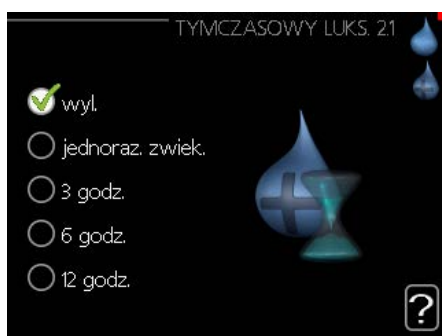 TYMCZASOWY LUKS. 2.1
wył.
jednoraz. zwiek.
3 godz.
6 godz.
12 godz.
?